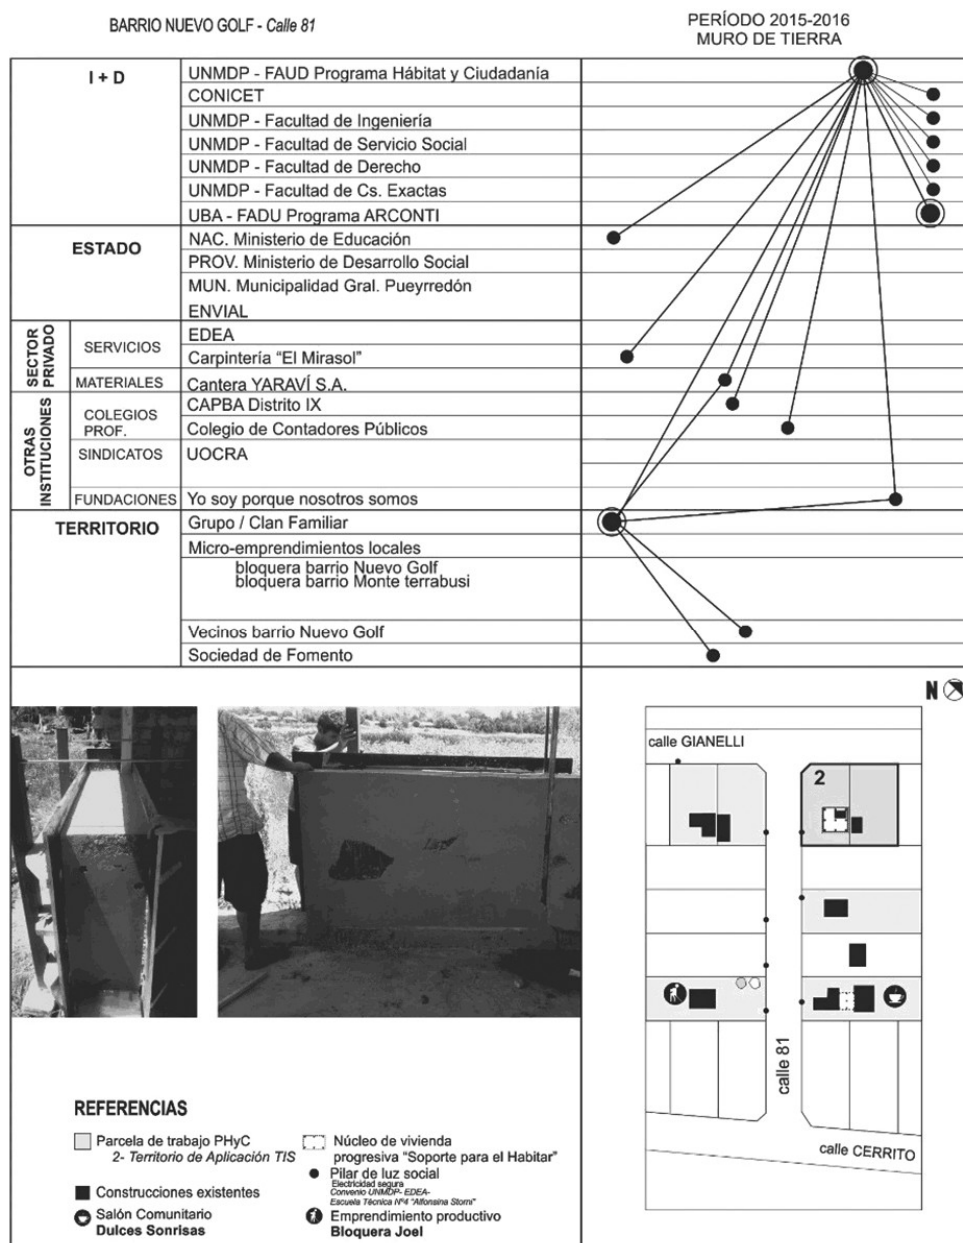 BARRIO NUEVO GOLF - Calle 81
PERÍODO 2015-2016
MURO DE TIERRA
I + D
UNMDP - FAUD Programa Hábitat y Ciudadanía
CONICET
UNMDP - Facultad de Ingeniería
UNMDP - Facultad de Servicio Social
UNMDP - Facultad de Derecho
UNMDP - Facultad de Cs. Exactas
UBA - FADU Programa ARCONTI
ESTADO
NAC. Ministerio de Educación
PROV. Ministerio de Desarrollo Social
MUN. Municipalidad Gral. Pueyrredón
ENVIAL
SECTOR
PRIVADO
SERVICIOS
EDEA
Carpintería “El Mirasol”
MATERIALES
Cantera YARAVÍ S.A.
OTRAS
INSTITUCIONES
COLEGIOS
PROF.
CAPBA Distrito IX
Colegio de Contadores Públicos
SINDICATOS
UOCRA
FUNDACIONES
Yo soy porque nosotros somos
TERRITORIO
Grupo / Clan Familiar
Micro-emprendimientos locales
bloquera barrio Nuevo Golf
bloquera barrio Monte terrabusi
Vecinos barrio Nuevo Golf
Sociedad de Fomento
N
calle GIANELLI
2
calle 81
calle CERRITO
REFERENCIAS
Parcela de trabajo PHyC
2- Territorio de Aplicación TIS
Construcciones existentes
Salón Comunitario
Dulces Sonrisas
Núcleo de vivienda
progresiva “Soporte para el Habitar”
Pilar de luz social
Electricidad segura
Convenio UNMDP- EDEA-
Escuela Técnica Nº4 “Alfonsina Storni”
Emprendimiento productivo
Bloquera Joel